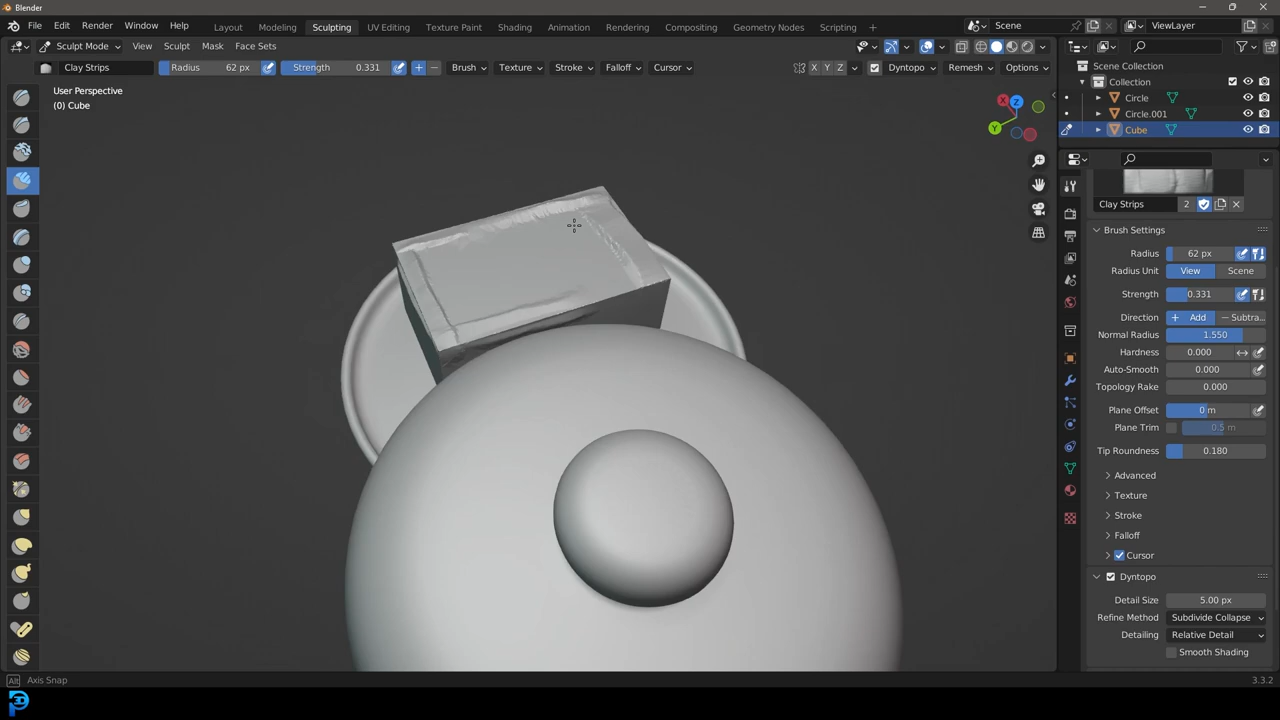 Blender
File Edit Render Window Help Layout Modeling Sculpting UV Editing Texture Paint Shading Animation Rendering Compositing Geometry Nodes Scripting + Scene ViewLayer
Sculpt Mode View Sculpt Mask Face Sets
Clay Strips Radius 62 px Strength 0.331 + − Brush Texture Stroke Falloff Cursor X Y Z Dyntopo Remesh Options
Scene Collection
Collection
Circle
Circle.001
Cube
User Perspective
(0) Cube
X Z
Y
Clay Strips 2
Brush Settings
Radius 62 px
Radius Unit View Scene
Strength 0.331
Direction + Add − Subtra...
Normal Radius 1.550
Hardness 0.000
Auto-Smooth 0.000
Topology Rake 0.000
Plane Offset 0 m
Plane Trim 0.5 m
Tip Roundness 0.180
Advanced
Texture
Stroke
Falloff
Cursor
Dyntopo
Detail Size 5.00 px
Refine Method Subdivide Collapse
Detailing Relative Detail
Smooth Shading
Alt Axis Snap 3.3.2